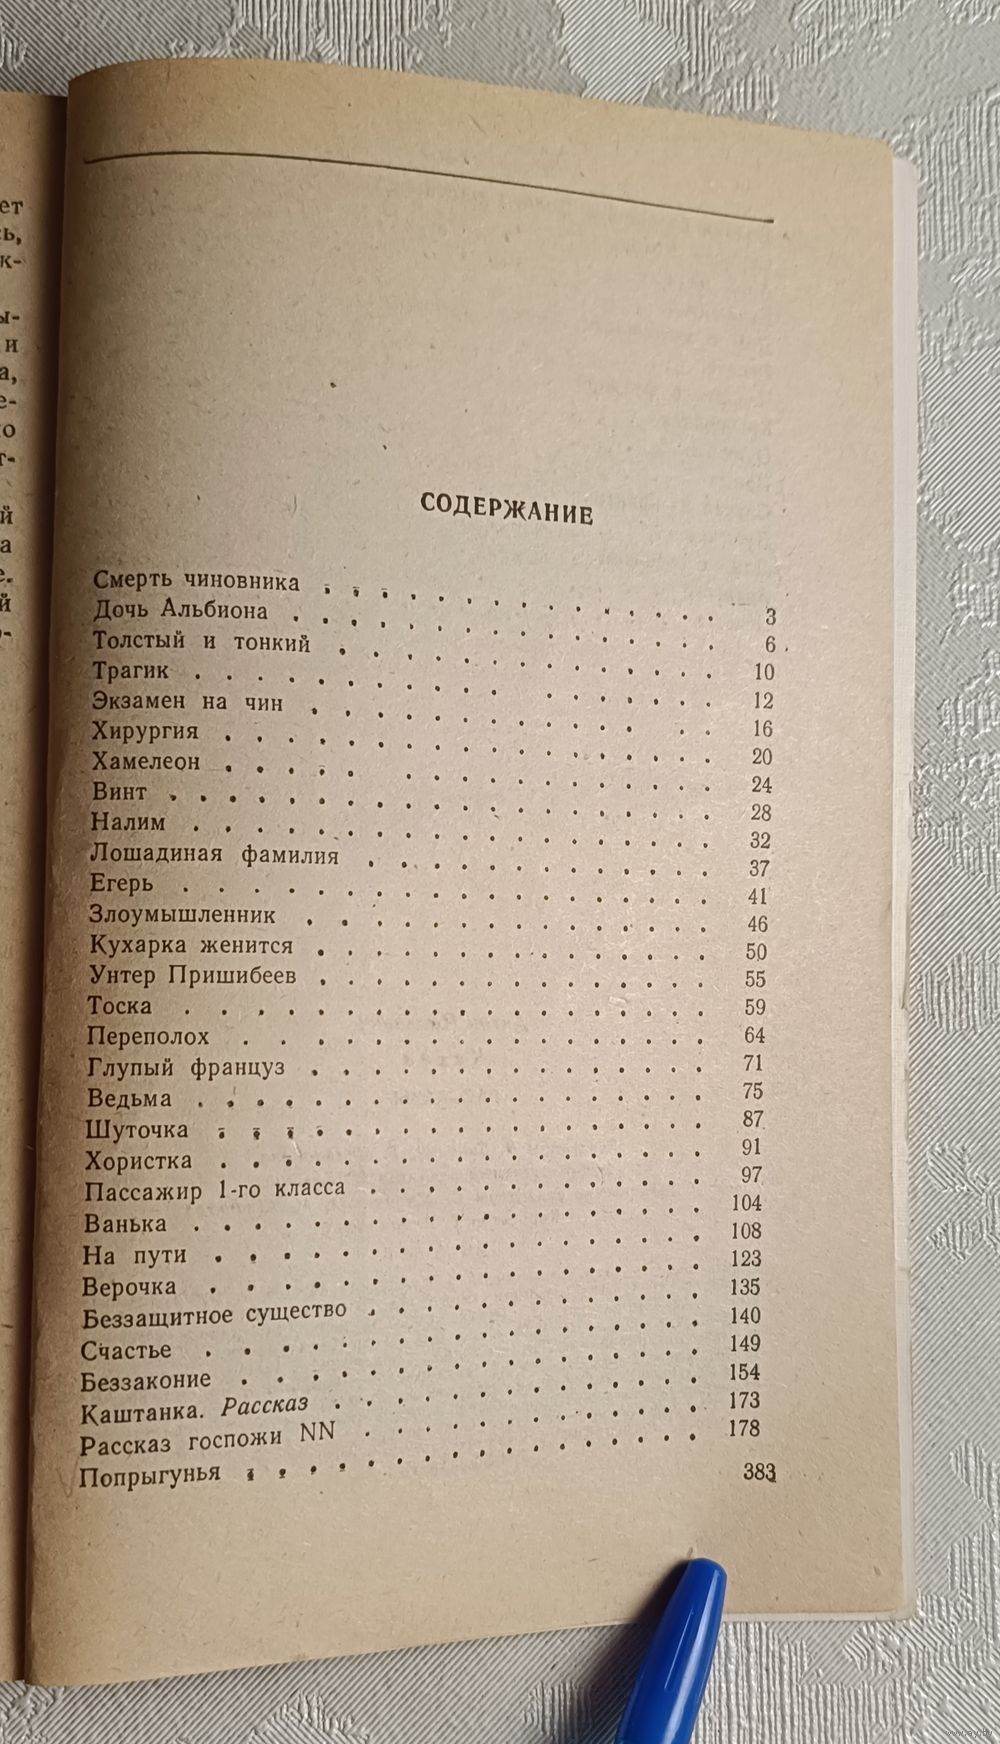 СОДЕРЖАНИЕ
Смерть чиновника 3
Дочь Альбиона 6
Толстый и тонкий 10
Трагик 12
Экзамен на чин 16
Хирургия 20
Хамелеон 24
Винт 28
Налим 32
Лошадиная фамилия 37
Егерь 41
Злоумышленник 46
Кухарка женится 50
Унтер Пришибеев 55
Тоска 59
Переполох 64
Глупый француз 71
Ведьма 75
Шуточка 87
Хористка 91
Пассажир 1-го класса 97
Ванька 104
На пути 108
Верочка 123
Беззащитное существо 135
Счастье 140
Беззаконие 149
Каштанка. Рассказ 154
Рассказ госпожи NN 173
Попрыгунья 178
383